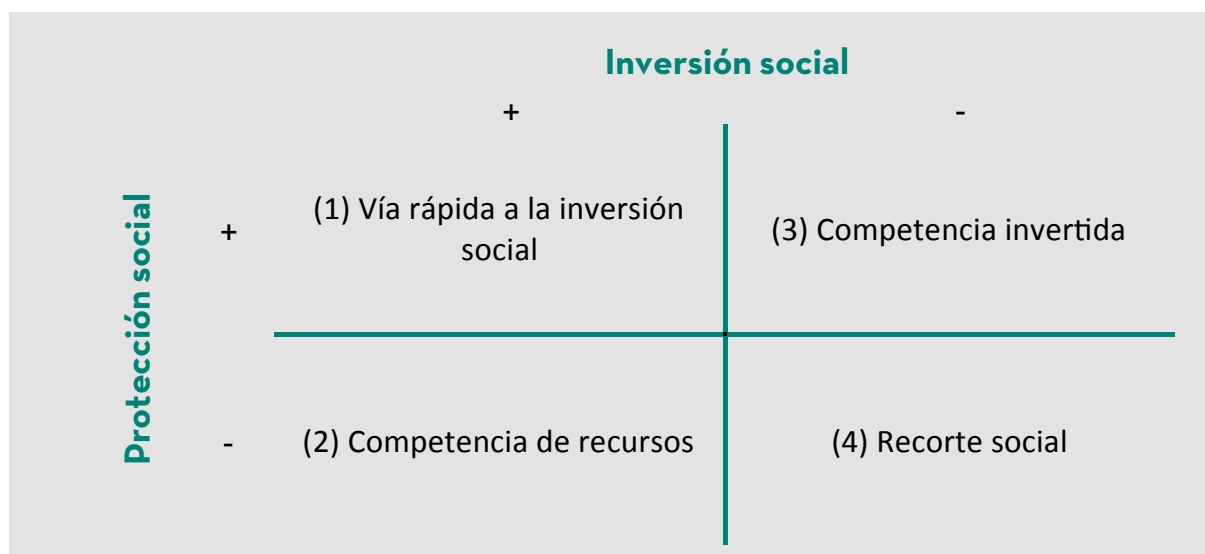 Inversión social
+ -
Protección social
+
(1) Vía rápida a la inversión
social
(3) Competencia invertida
-
(2) Competencia de recursos
(4) Recorte social